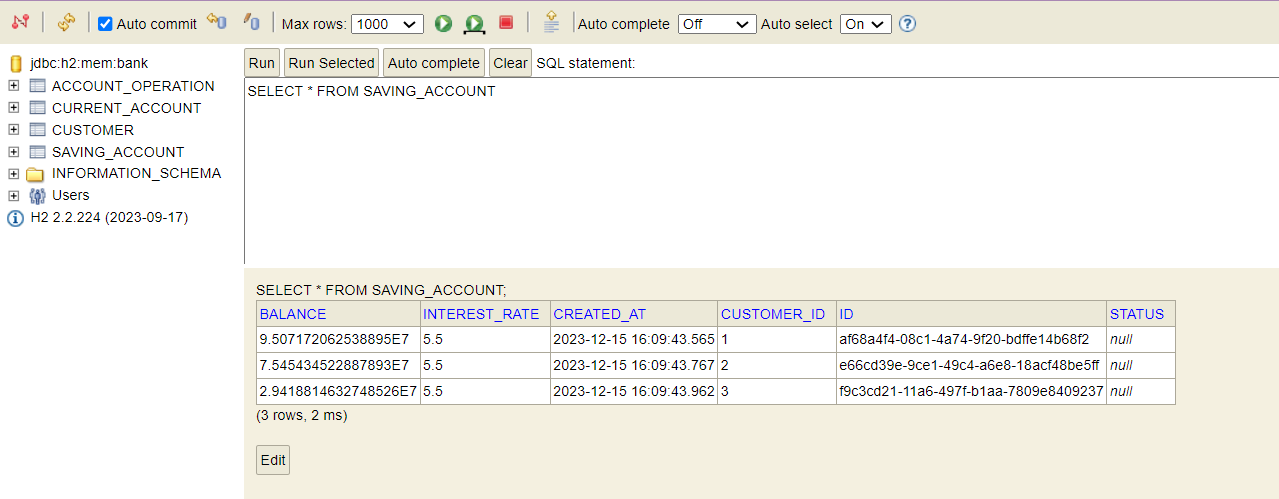 Auto commit Max rows: 1000 Auto complete Off Auto select On
jdbc:h2:mem:bank
ACCOUNT_OPERATION
CURRENT_ACCOUNT
CUSTOMER
SAVING_ACCOUNT
INFORMATION_SCHEMA
Users
H2 2.2.224 (2023-09-17)
Run Run Selected Auto complete Clear SQL statement:
SELECT * FROM SAVING_ACCOUNT
SELECT * FROM SAVING_ACCOUNT;
BALANCE INTEREST_RATE CREATED_AT CUSTOMER_ID ID STATUS
9.507172062538895E7 5.5 2023-12-15 16:09:43.565 1 af68a4f4-08c1-4a74-9f20-bdffe14b68f2 null
7.545434522887893E7 5.5 2023-12-15 16:09:43.767 2 e66cd39e-9ce1-49c4-a6e8-18acf48be5ff null
2.9418814632748526E7 5.5 2023-12-15 16:09:43.962 3 f9c3cd21-11a6-497f-b1aa-7809e8409237 null
(3 rows, 2 ms)
Edit